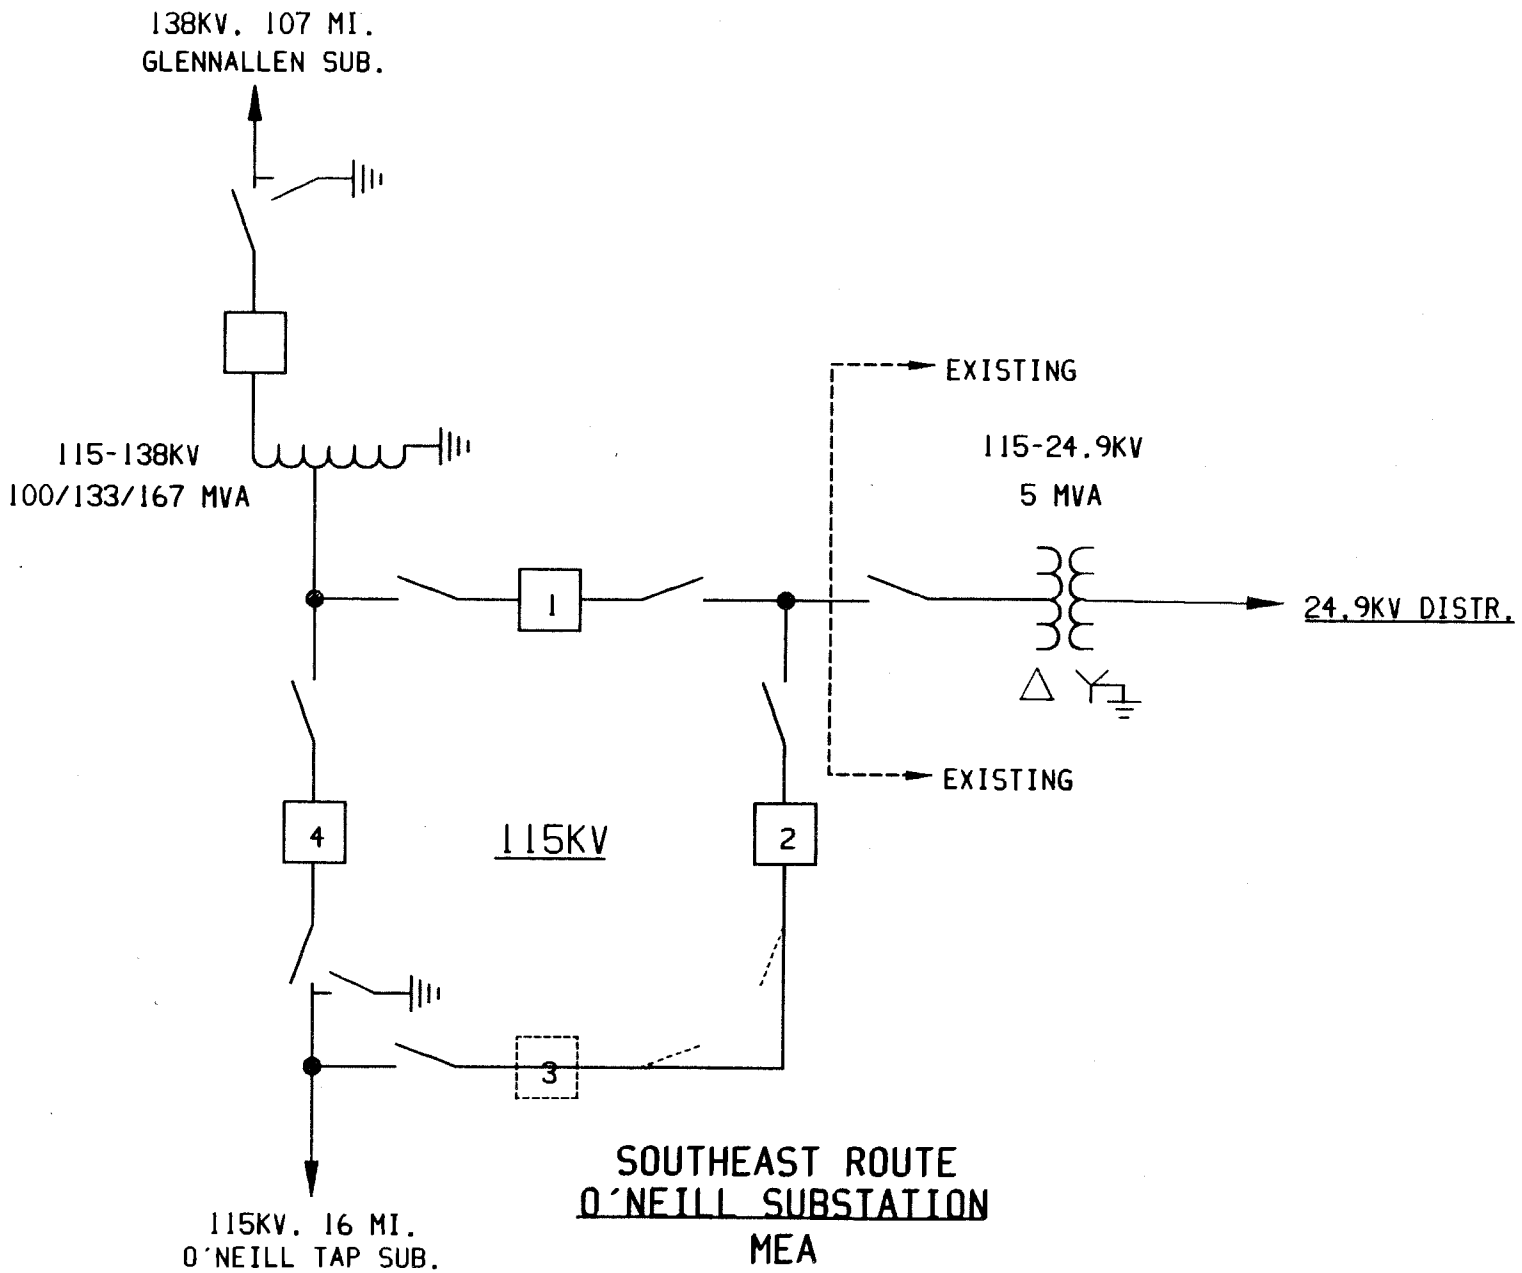 138KV. 107 MI.
GLENNALLEN SUB.
EXISTING
115-138KV
100/133/167 MVA
115-24.9KV
5 MVA
1
24.9KV DISTR.
EXISTING
4
115KV
2
3
SOUTHEAST ROUTE
O'NEILL SUBSTATION
MEA
115KV. 16 MI.
O'NEILL TAP SUB.